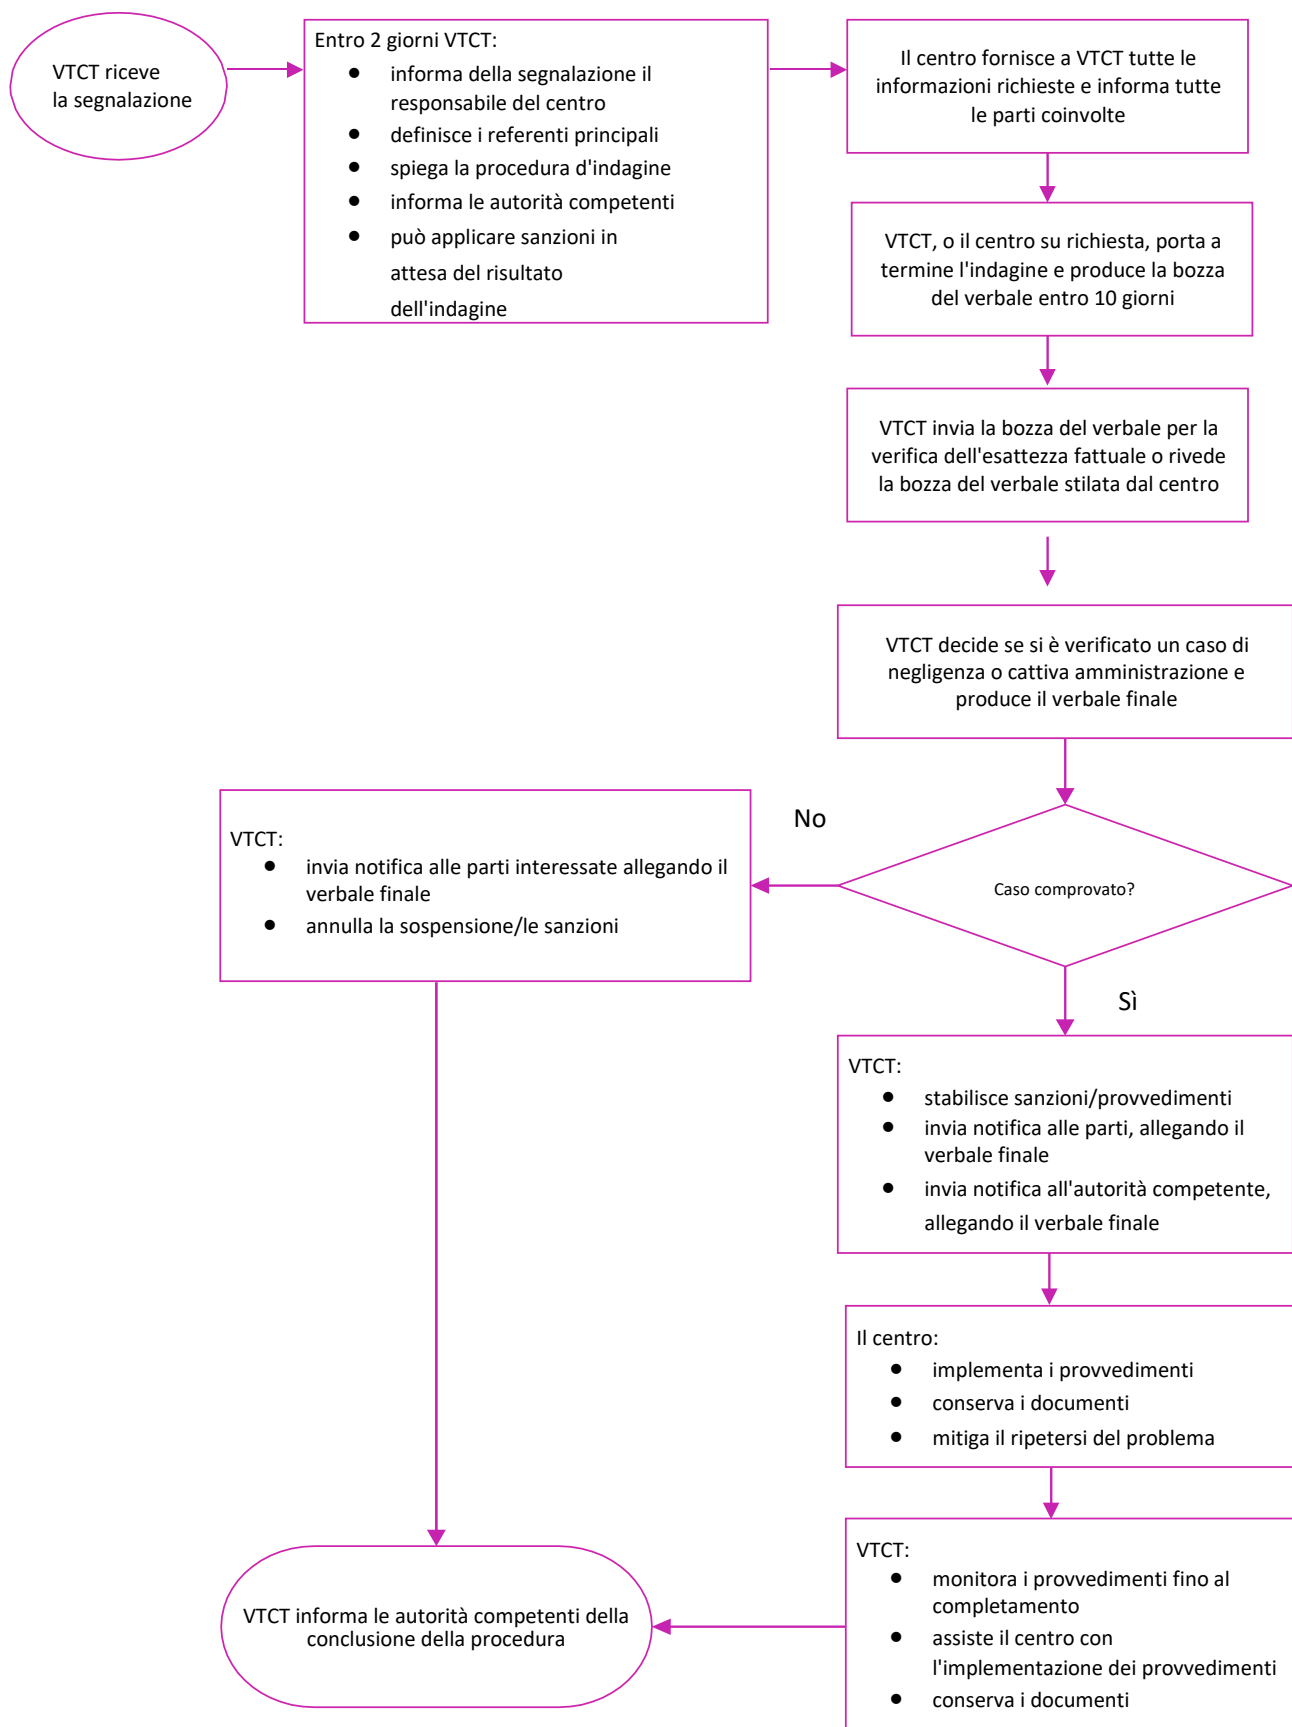 VTCT riceve
la segnalazione
Entro 2 giorni VTCT:
● informa della segnalazione il
responsabile del centro
● definisce i referenti principali
● spiega la procedura d'indagine
● informa le autorità competenti
● può applicare sanzioni in
attesa del risultato
dell'indagine
Il centro fornisce a VTCT tutte le
informazioni richieste e informa tutte
le parti coinvolte
VTCT, o il centro su richiesta, porta a
termine l'indagine e produce la bozza
del verbale entro 10 giorni
VTCT invia la bozza del verbale per la
verifica dell'esattezza fattuale o rivede
la bozza del verbale stilata dal centro
VTCT decide se si è verificato un caso di
negligenza o cattiva amministrazione e
produce il verbale finale
Caso comprovato?
No
VTCT:
● invia notifica alle parti interessate allegando il
verbale finale
● annulla la sospensione/le sanzioni
Sì
VTCT:
● stabilisce sanzioni/provvedimenti
● invia notifica alle parti, allegando il
verbale finale
● invia notifica all'autorità competente,
allegando il verbale finale
Il centro:
● implementa i provvedimenti
● conserva i documenti
● mitiga il ripetersi del problema
VTCT:
● monitora i provvedimenti fino al
completamento
● assiste il centro con
l'implementazione dei provvedimenti
● conserva i documenti
VTCT informa le autorità competenti della
conclusione della procedura